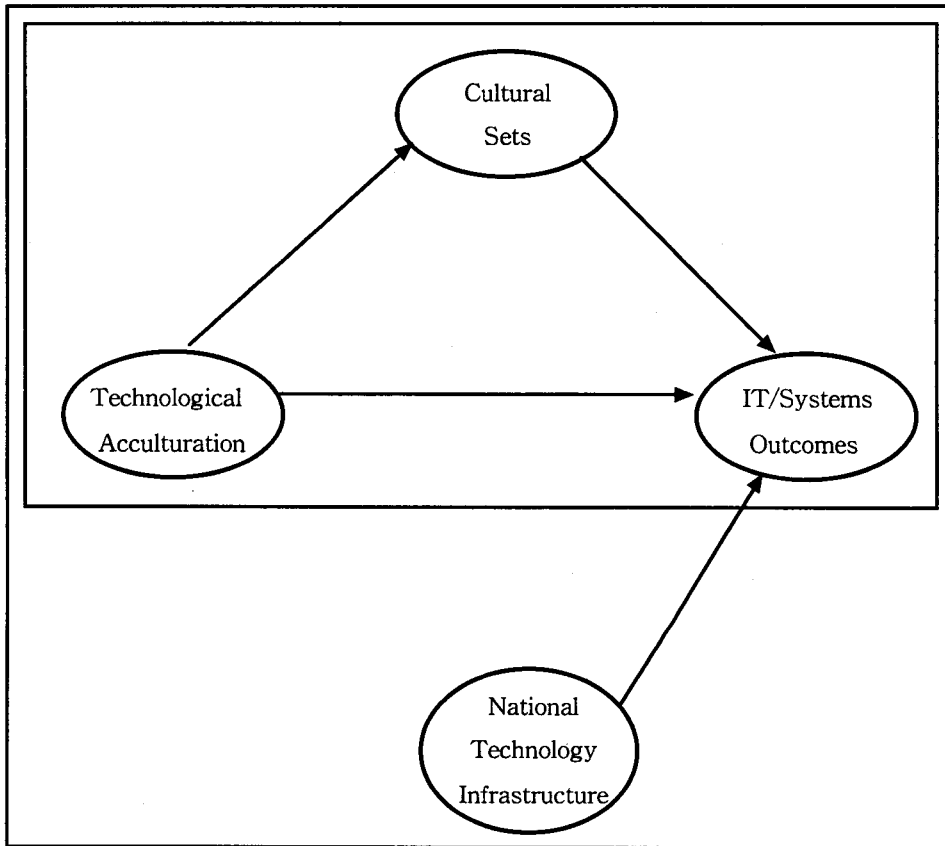 Cultural
Sets
Technological
Acculturation
IT/Systems
Outcomes
National
Technology
Infrastructure